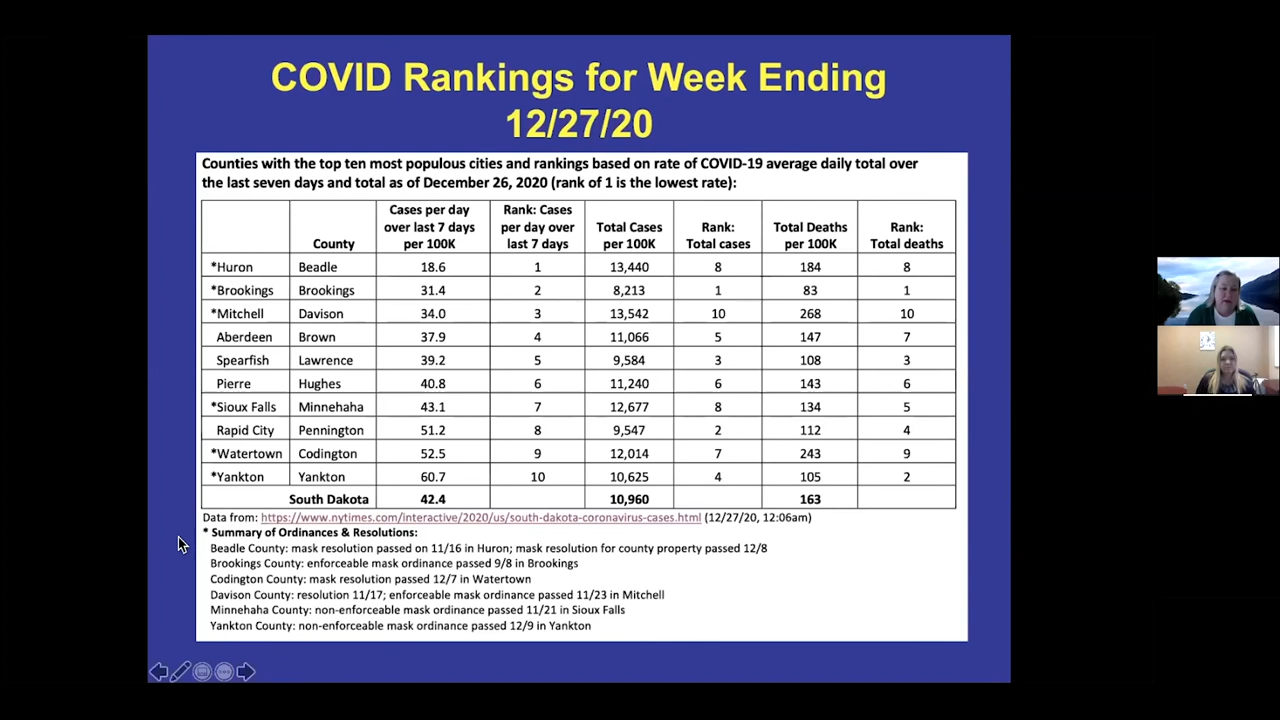 COVID Rankings for Week Ending
12/27/20
Counties with the top ten most populous cities and rankings based on rate of COVID-19 average daily total over
the last seven days and total as of December 26, 2020 (rank of 1 is the lowest rate):
County Cases per day over last 7 days per 100K Rank: Cases per day over last 7 days Total Cases per 100K Rank: Total cases Total Deaths per 100K Rank: Total deaths
*Huron Beadle 18.6 1 13,440 8 184 8
*Brookings Brookings 31.4 2 8,213 1 83 1
*Mitchell Davison 34.0 3 13,542 10 268 10
Aberdeen Brown 37.9 4 11,066 5 147 7
Spearfish Lawrence 39.2 5 9,584 3 108 3
Pierre Hughes 40.8 6 11,240 6 143 6
*Sioux Falls Minnehaha 43.1 7 12,677 8 134 5
Rapid City Pennington 51.2 8 9,547 2 112 4
*Watertown Codington 52.5 9 12,014 7 243 9
*Yankton Yankton 60.7 10 10,625 4 105 2
South Dakota 42.4 10,960 163
Data from: https://www.nytimes.com/interactive/2020/us/south-dakota-coronavirus-cases.html (12/27/20, 12:06am)
* Summary of Ordinances & Resolutions:
Beadle County: mask resolution passed on 11/16 in Huron; mask resolution for county property passed 12/8
Brookings County: enforceable mask ordinance passed 9/8 in Brookings
Codington County: mask resolution passed 12/7 in Watertown
Davison County: resolution 11/17; enforceable mask ordinance passed 11/23 in Mitchell
Minnehaha County: non-enforceable mask ordinance passed 11/21 in Sioux Falls
Yankton County: non-enforceable mask ordinance passed 12/9 in Yankton